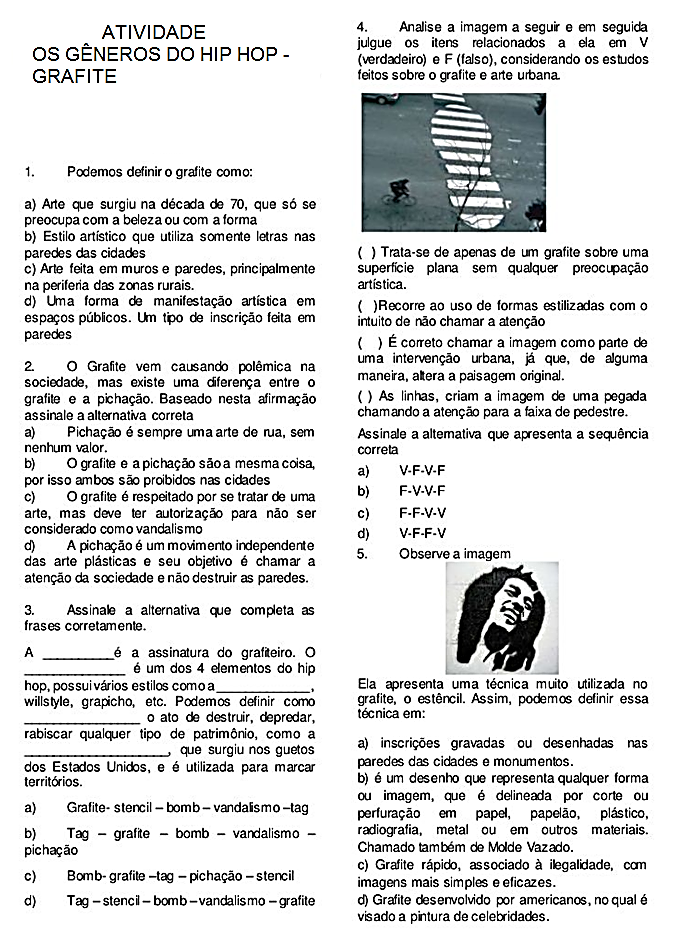 ATIVIDADE
OS GÊNEROS DO HIP HOP -
GRAFITE
1. Podemos definir o grafite como:
a) Arte que surgiu na década de 70, que só se
preocupa com a beleza ou com a forma
b) Estilo artístico que utiliza somente letras nas
paredes das cidades
c) Arte feita em muros e paredes, principalmente
na periferia das zonas rurais.
d) Uma forma de manifestação artística em
espaços públicos. Um tipo de inscrição feita em
paredes
2. O Grafite vem causando polêmica na
sociedade, mas existe uma diferença entre o
grafite e a pichação. Baseado nesta afirmação
assinale a alternativa correta
a) Pichação é sempre uma arte de rua, sem
nenhum valor.
b) O grafite e a pichação são a mesma coisa,
por isso ambos são proibidos nas cidades
c) O grafite é respeitado por se tratar de uma
arte, mas deve ter autorização para não ser
considerado como vandalismo
d) A pichação é um movimento independente
das arte plásticas e seu objetivo é chamar a
atenção da sociedade e não destruir as paredes.
3. Assinale a alternativa que completa as
frases corretamente.
A __________é a assinatura do grafiteiro. O
______________ é um dos 4 elementos do hip
hop, possui vários estilos como a _____________,
willstyle, grapicho, etc. Podemos definir como
________________ o ato de destruir, depredar,
rabiscar qualquer tipo de patrimônio, como a
____________________, que surgiu nos guetos
dos Estados Unidos, e é utilizada para marcar
territórios.
a) Grafite- stencil – bomb – vandalismo –tag
b) Tag – grafite – bomb – vandalismo –
pichação
c) Bomb- grafite –tag – pichação – stencil
d) Tag – stencil – bomb – vandalismo – grafite
4. Analise a imagem a seguir e em seguida
julgue os itens relacionados a ela em V
(verdadeiro) e F (falso), considerando os estudos
feitos sobre o grafite e arte urbana.
( ) Trata-se de apenas de um grafite sobre uma
superfície plana sem qualquer preocupação
artística.
( )Recorre ao uso de formas estilizadas com o
intuito de não chamar a atenção
( ) É correto chamar a imagem como parte de
uma intervenção urbana, já que, de alguma
maneira, altera a paisagem original.
( ) As linhas, criam a imagem de uma pegada
chamando a atenção para a faixa de pedestre.
Assinale a alternativa que apresenta a sequência
correta
a) V-F-V-F
b) F-V-V-F
c) F-F-V-V
d) V-F-F-V
5. Observe a imagem
Ela apresenta uma técnica muito utilizada no
grafite, o estêncil. Assim, podemos definir essa
técnica em:
a) inscrições gravadas ou desenhadas nas
paredes das cidades e monumentos.
b) é um desenho que representa qualquer forma
ou imagem, que é delineada por corte ou
perfuração em papel, papelão, plástico,
radiografia, metal ou em outros materiais.
Chamado também de Molde Vazado.
c) Grafite rápido, associado à ilegalidade, com
imagens mais simples e eficazes.
d) Grafite desenvolvido por americanos, no qual é
visado a pintura de celebridades.